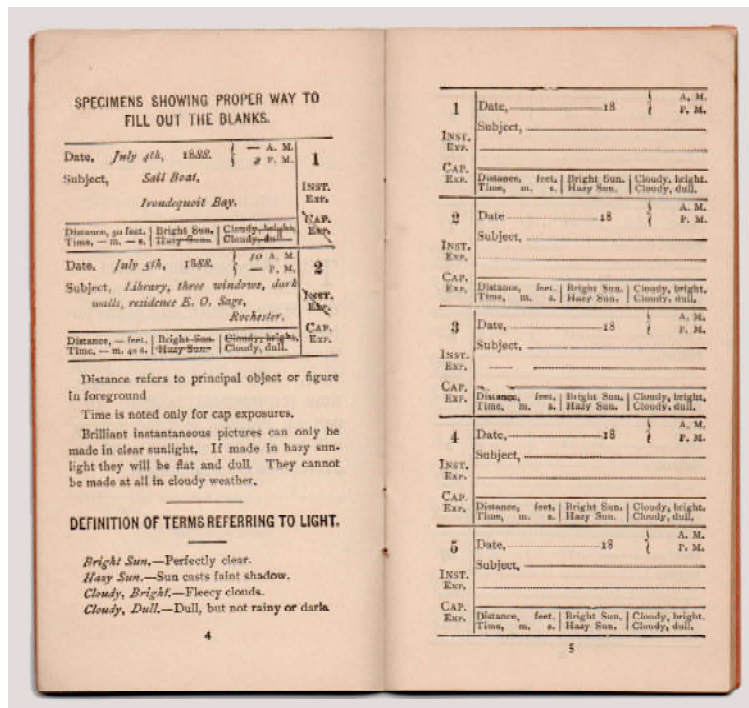 SPECIMENS SHOWING PROPER WAY TO
FILL OUT THE BLANKS.
Date, July 4th, 1888. { — A. M.
P. M.
1
Subject, Sail Boat,
Irondequoit Bay.
INST.
EXP.
CAP.
EXP.
Distance, 50 feet. | Bright Sun. | Cloudy, bright.
Time, — m. — s. | Hazy Sun. | Cloudy, dull.
Date, July 5th, 1888. { 10 A. M.
— P. M.
2
Subject, Library, three windows, dark
walls, residence E. O. Sage,
Rochester.
INST.
EXP.
CAP.
EXP.
Distance, — feet. | Bright Sun. | Cloudy, bright.
Time, — m. 40 s. | Hazy Sun. | Cloudy, dull.
Distance refers to principal object or figure
in foreground
Time is noted only for cap exposures.
Brilliant instantaneous pictures can only be
made in clear sunlight. If made in hazy sun-
light they will be flat and dull. They cannot
be made at all in cloudy weather.
DEFINITION OF TERMS REFERRING TO LIGHT.
Bright Sun.—Perfectly clear.
Hazy Sun.—Sun casts faint shadow.
Cloudy, Bright.—Fleecy clouds.
Cloudy, Dull.—Dull, but not rainy or dark.
4
1 Date, 18 { A. M.
P. M.
Subject,
INST.
EXP.
CAP.
EXP.
Distance, feet. | Bright Sun. | Cloudy, bright.
Time, m. s. | Hazy Sun. | Cloudy, dull.
2 Date 18 { A. M.
P. M.
Subject,
INST.
EXP.
CAP.
EXP.
Distance, feet. | Bright Sun. | Cloudy, bright.
Time, m. s. | Hazy Sun. | Cloudy, dull.
3 Date, 18 { A. M.
P. M.
Subject,
INST.
EXP.
CAP.
EXP.
Distance, feet. | Bright Sun. | Cloudy, bright.
Time, m. s. | Hazy Sun. | Cloudy, dull.
4 Date, 18 { A. M.
P. M.
Subject,
INST.
EXP.
CAP.
EXP.
Distance, feet. | Bright Sun. | Cloudy, bright.
Time, m. s. | Hazy Sun. | Cloudy, dull,
5 Date, 18 { A. M.
P. M.
Subject,
INST.
EXP.
CAP.
EXP.
Distance, feet. | Bright Sun. | Cloudy, bright.
Time, m. s. | Hazy Sun. | Cloudy, dull.
5